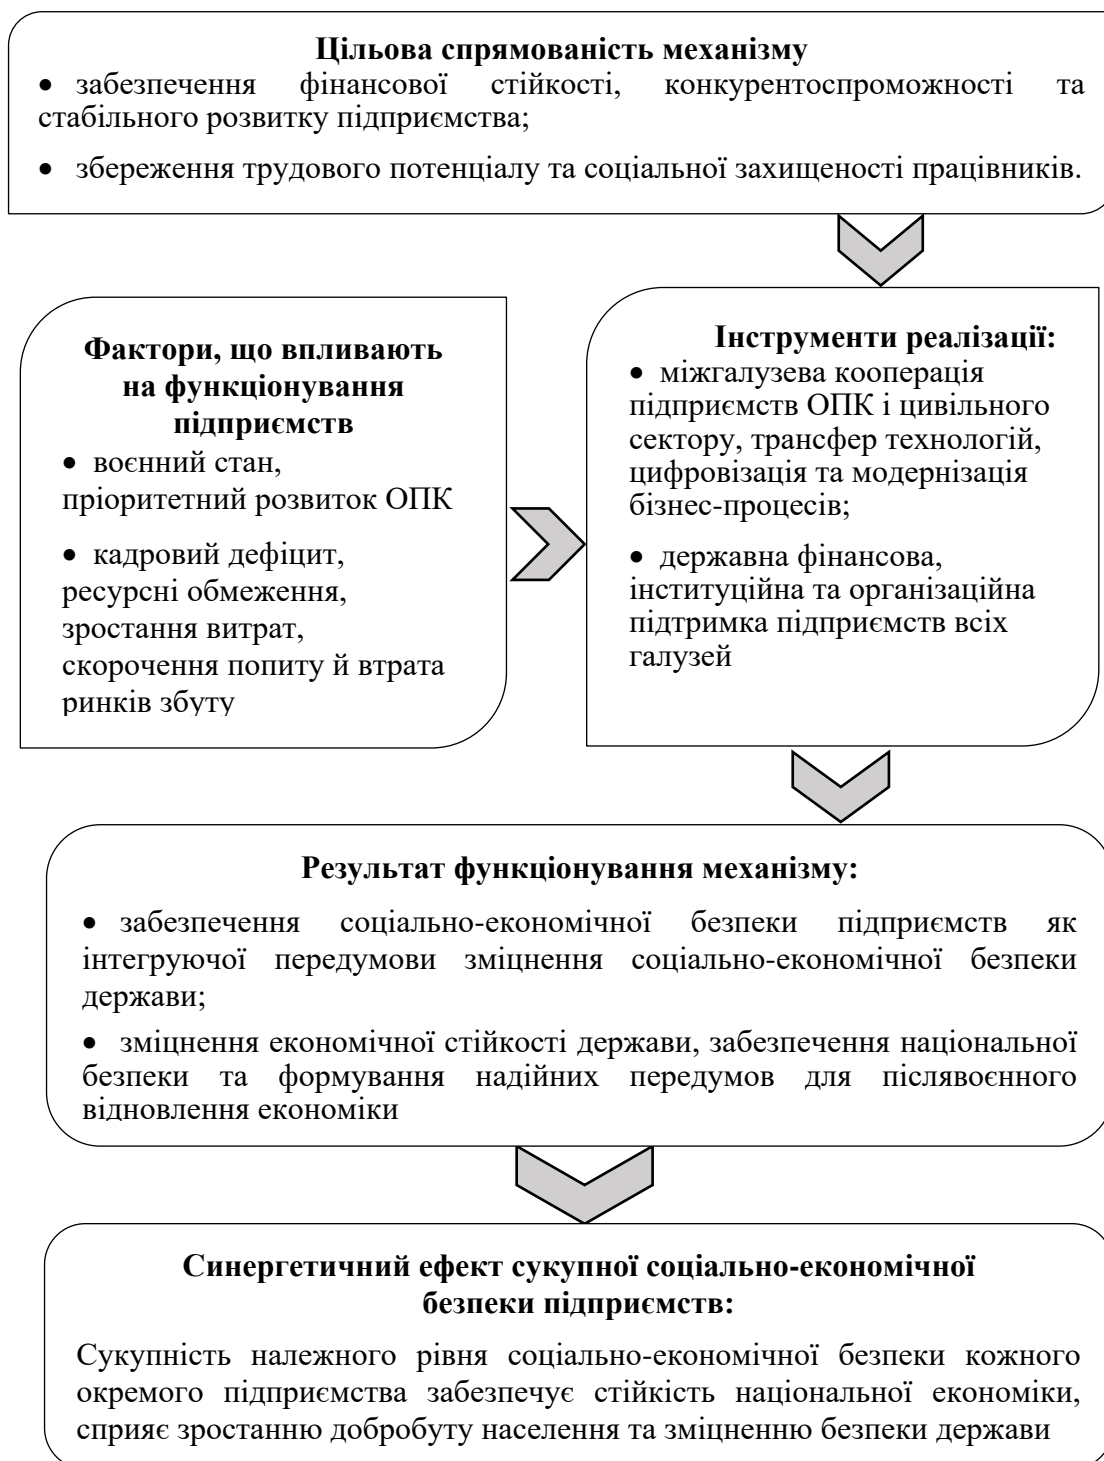 Цільова спрямованість механізму
• забезпечення фінансової стійкості, конкурентоспроможності та
стабільного розвитку підприємства;
• збереження трудового потенціалу та соціальної захищеності працівників.
Фактори, що впливають
на функціонування
підприємств
• воєнний стан,
пріоритетний розвиток ОПК
• кадровий дефіцит,
ресурсні обмеження,
зростання витрат,
скорочення попиту й втрата
ринків збуту
Інструменти реалізації:
• міжгалузева кооперація
підприємств ОПК і цивільного
сектору, трансфер технологій,
цифровізація та модернізація
бізнес-процесів;
• державна фінансова,
інституційна та організаційна
підтримка підприємств всіх
галузей
Результат функціонування механізму:
• забезпечення соціально-економічної безпеки підприємств як
інтегруючої передумови зміцнення соціально-економічної безпеки
держави;
• зміцнення економічної стійкості держави, забезпечення національної
безпеки та формування надійних передумов для післявоєнного
відновлення економіки
Синергетичний ефект сукупної соціально-економічної
безпеки підприємств:
Сукупність належного рівня соціально-економічної безпеки кожного
окремого підприємства забезпечує стійкість національної економіки,
сприяє зростанню добробуту населення та зміцненню безпеки держави